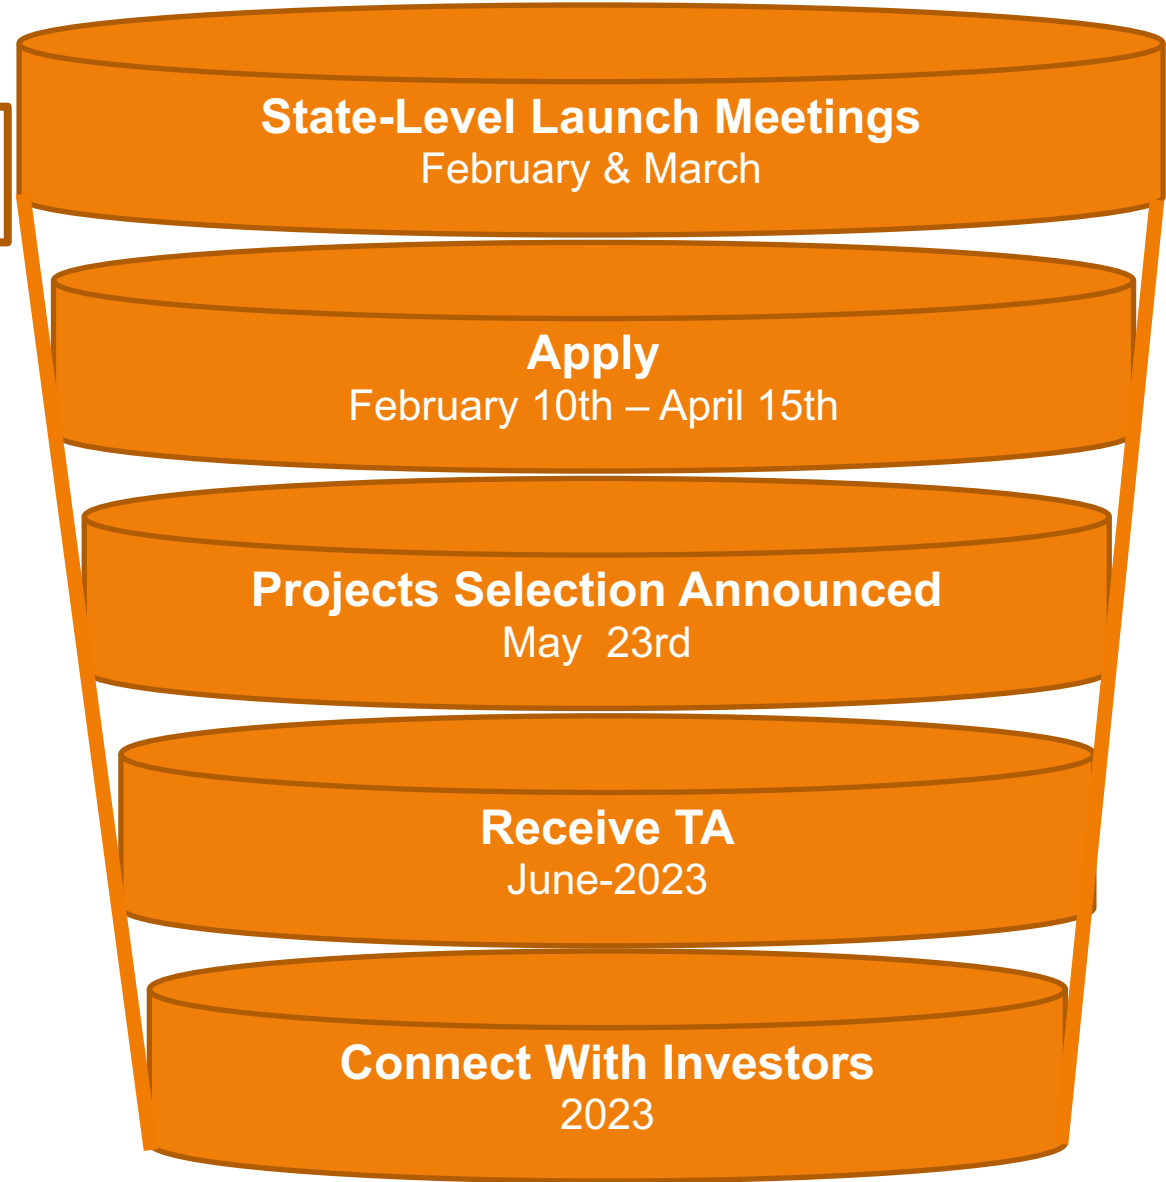 State-Level Launch Meetings
February & March
Apply
February 10th – April 15th
Projects Selection Announced
May  23rd
Receive TA
June-2023
Connect With Investors
2023